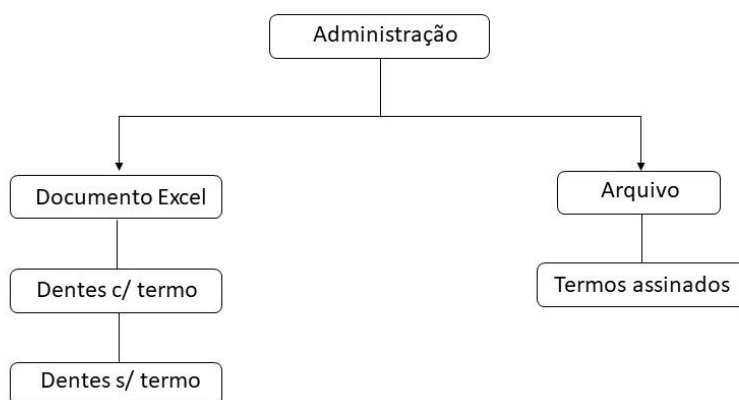 Administração
Documento Excel
Arquivo
Dentes c/ termo
Termos assinados
Dentes s/ termo